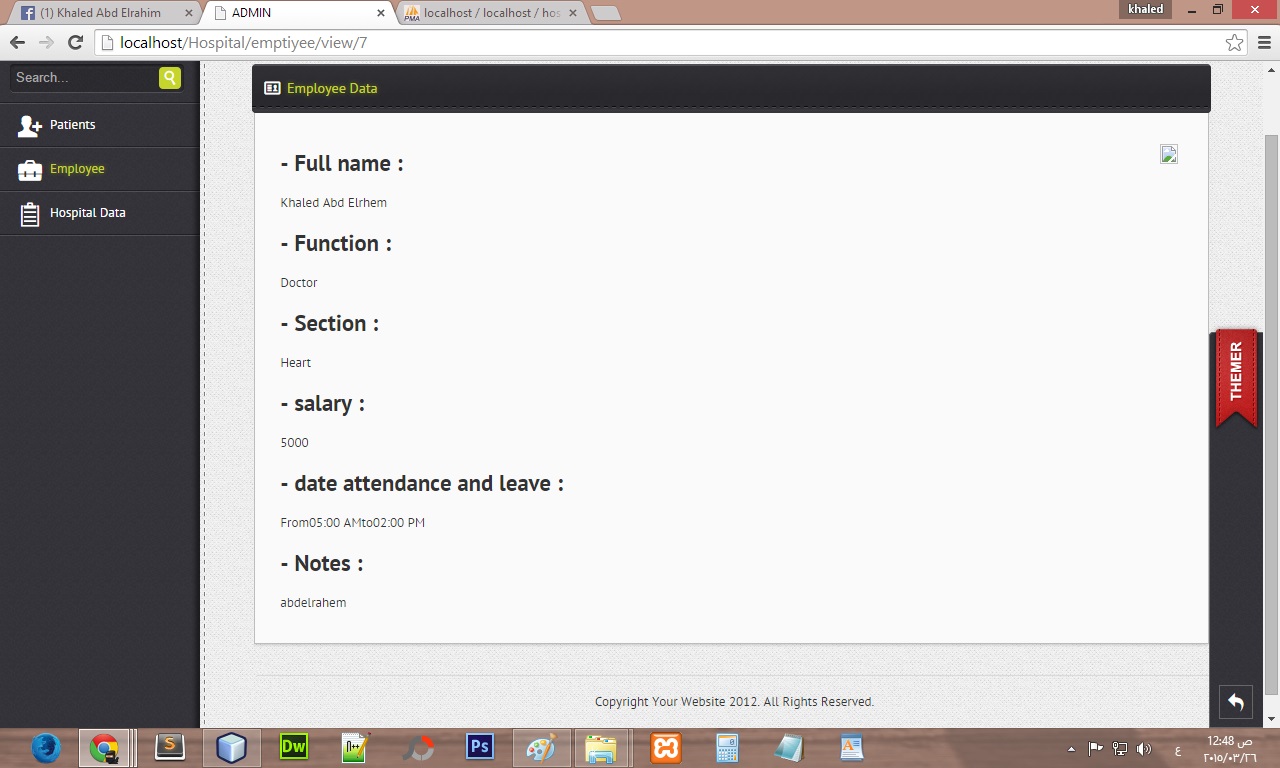 (1) Khaled Abd Elrahim
ADMIN
PMA
localhost / localhost / hos
khaled
localhost/Hospital/emptiyee/view/7
Search...
Patients
Employee
Hospital Data
Employee Data
- Full name :
Khaled Abd Elrhem
- Function :
Doctor
- Section :
Heart
- salary :
5000
- date attendance and leave :
From05:00 AMto02:00 PM
- Notes :
abdelrahem
THEMER
Copyright Your Website 2012. All Rights Reserved.
S
Dw
Ps
ع
12:48 ص
٢٠١٥/٠٣/٢٦